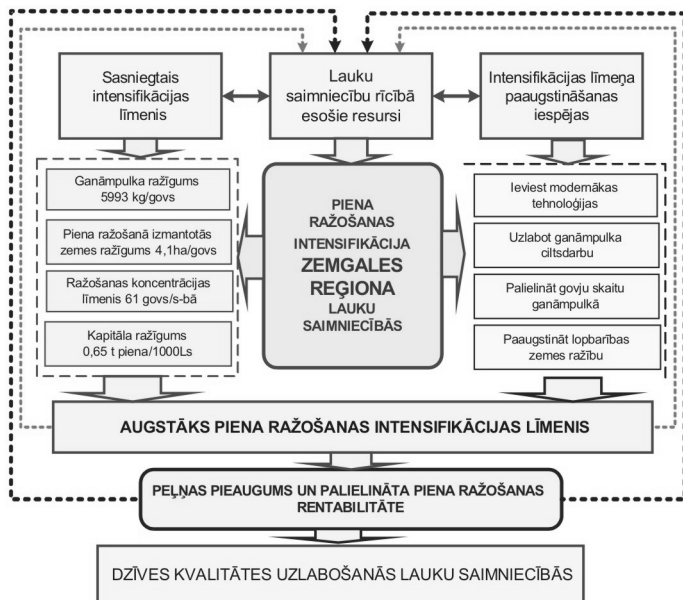 Sasniegtais
intensifikācijas
līmenis
Lauku
saimniecību rīcībā
esošie resursi
Intensifikācijas līmeņa
paaugstināšanas
iespējas
Ganāmpulka ražīgums
5993 kg/govs
Piena ražošanā izmantotās
zemes ražīgums 4,1ha/govs
Ražošanas koncentrācijas
līmenis 61 govs/s-bā
Kapitāla ražīgums
0,65 t piena/1000Ls
PIENA
RAŽOŠANAS
INTENSIFIKĀCIJA
ZEMGALES
REĢIONA
LAUKU
SAIMNIECĪBĀS
Ieviest modernākas
tehnoloģijas
Uzlabot ganāmpulka
ciltsdarbu
Palielināt govju skaitu
ganāmpulkā
Paaugstināt lopbarības
zemes ražību
AUGSTĀKS PIENA RAŽOŠANAS INTENSIFIKĀCIJAS LĪMENIS
PEĻŅAS PIEAUGUMS UN PALIELINĀTA PIENA RAŽOŠANAS
RENTABILITĀTE
DZĪVES KVALITĀTES UZLABOŠANĀS LAUKU SAIMNIECĪBĀS